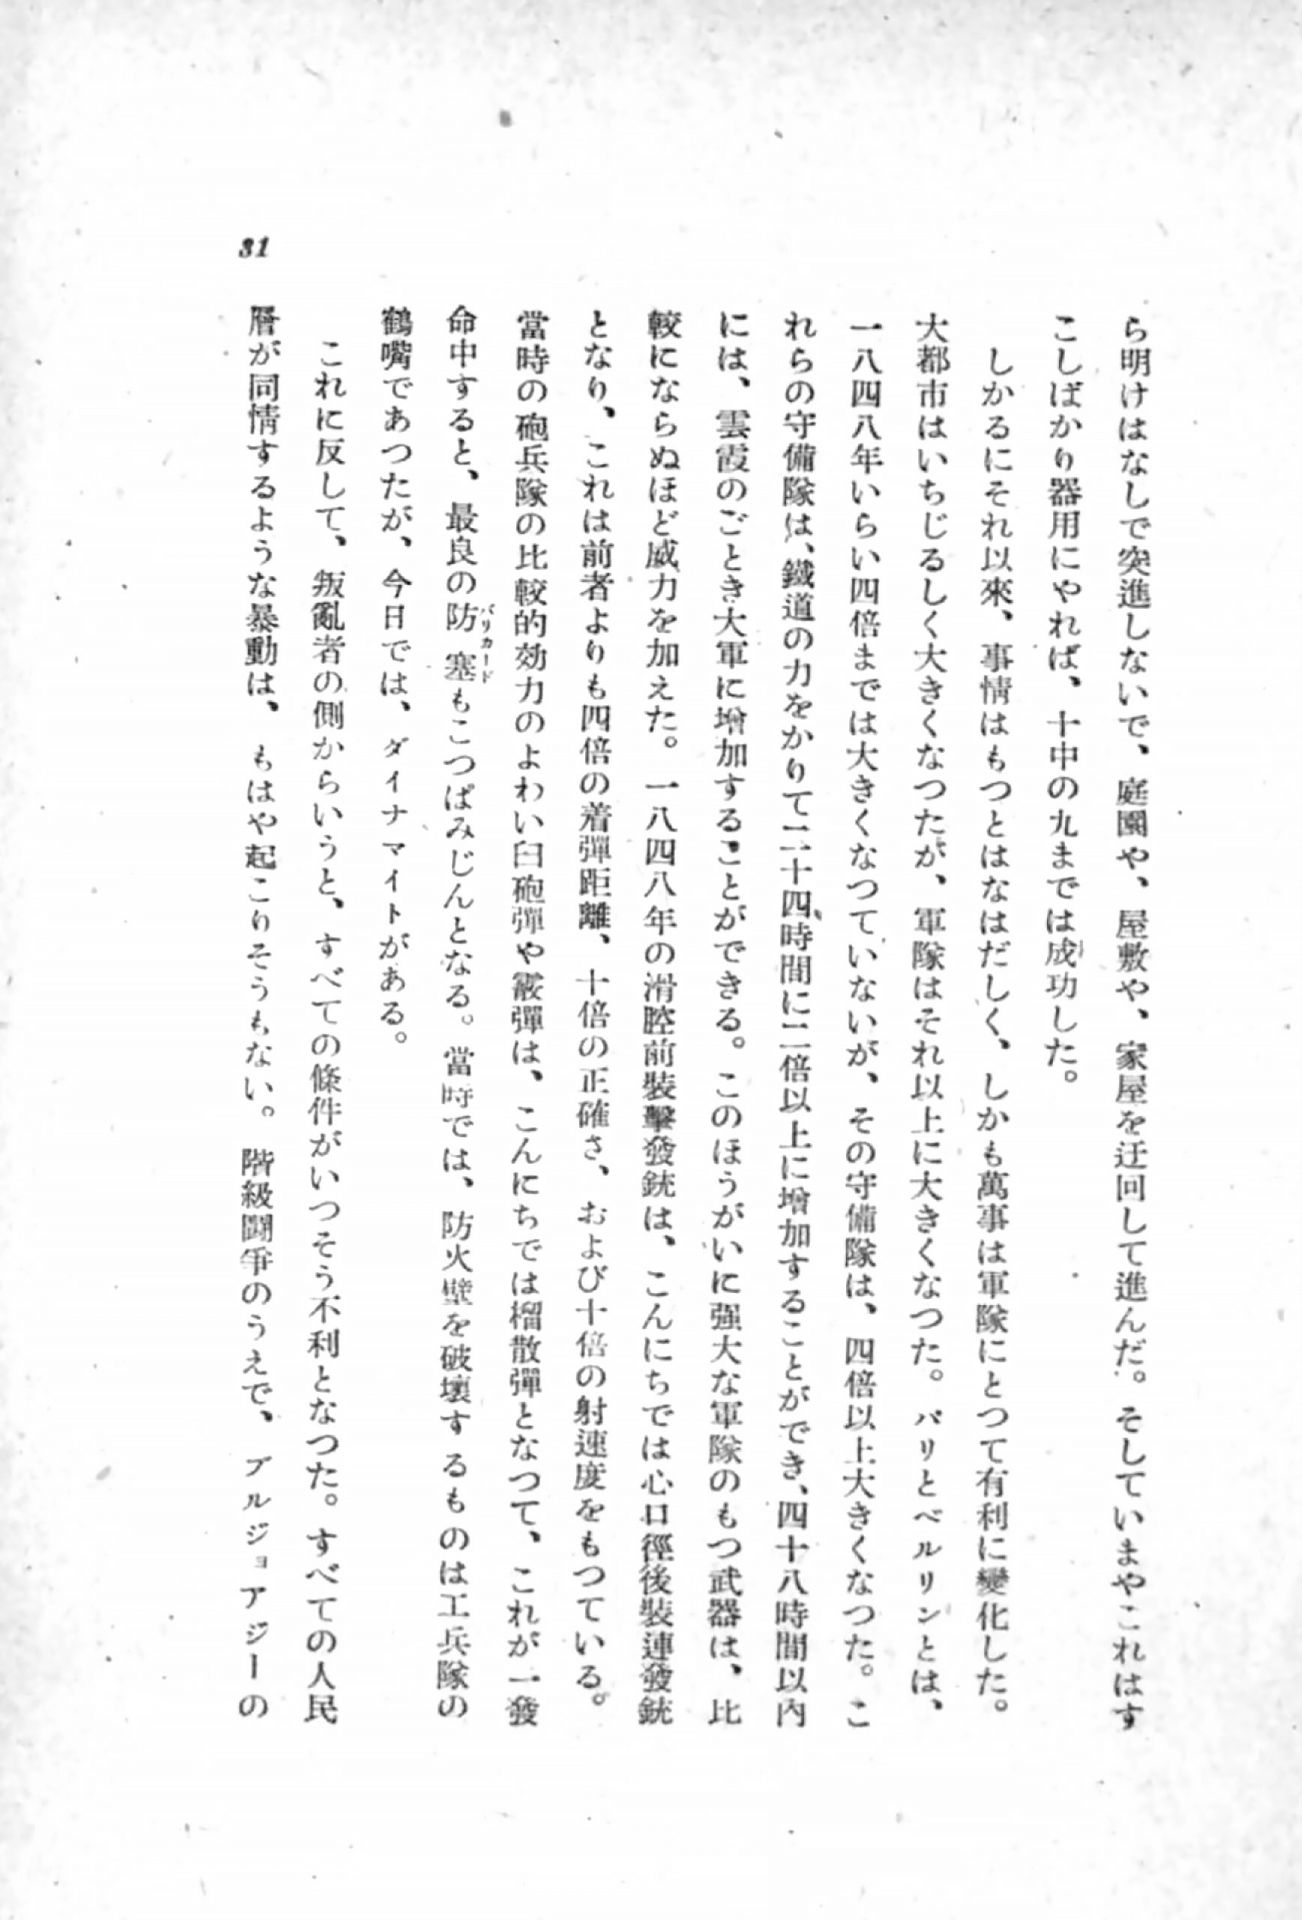 ら明けはなしで突進しないで、庭園や、屋敷や、家屋を迂回して進んだ。そしていまやこれはす
こしばかり器用にやれば、十中の九までは成功した。
しかるにそれ以來、事情はもつとはなはだしく、しかも萬事は軍隊にとつて有利に變化した。
大都市はいちじるしく大きくなつたが、軍隊はそれ以上に大きくなつた。パリとベルリンとは、
一八四八年いらい四倍までは大きくなつていないが、その守備隊は、四倍以上大きくなつた。こ
れらの守備隊は、鐵道の力をかりて二十四時間に二倍以上に增加することができ、四十八時間以內
には、雲霞のごとき大軍に增加することができる。このほうがいに强大な軍隊のもつ武器は、比
較にならぬほど威力を加えた。一八四八年の滑腔前裝擊發銃は、こんにちでは心口徑後裝連發銃
となり、これは前者よりも四倍の着彈距離、十倍の正確さ、および十倍の射速度をもつている。
當時の砲兵隊の比較的効力のよわい臼砲彈や霰彈は、こんにちでは榴散彈となつて、これが一發
命中すると、最良の防塞もこつぱみじんとなる。當時では、防火壁を破壞するものは工兵隊の
バリカード
鶴嘴であつたが、今日では、ダイナマイトがある。
これに反して、叛亂者の側からいうと、すべての條件がいつそう不利となつた。すべての人民
層が同情するような暴動は、もはや起こりそうもない。階級鬪爭のうえで、ブルジョアジーの
31